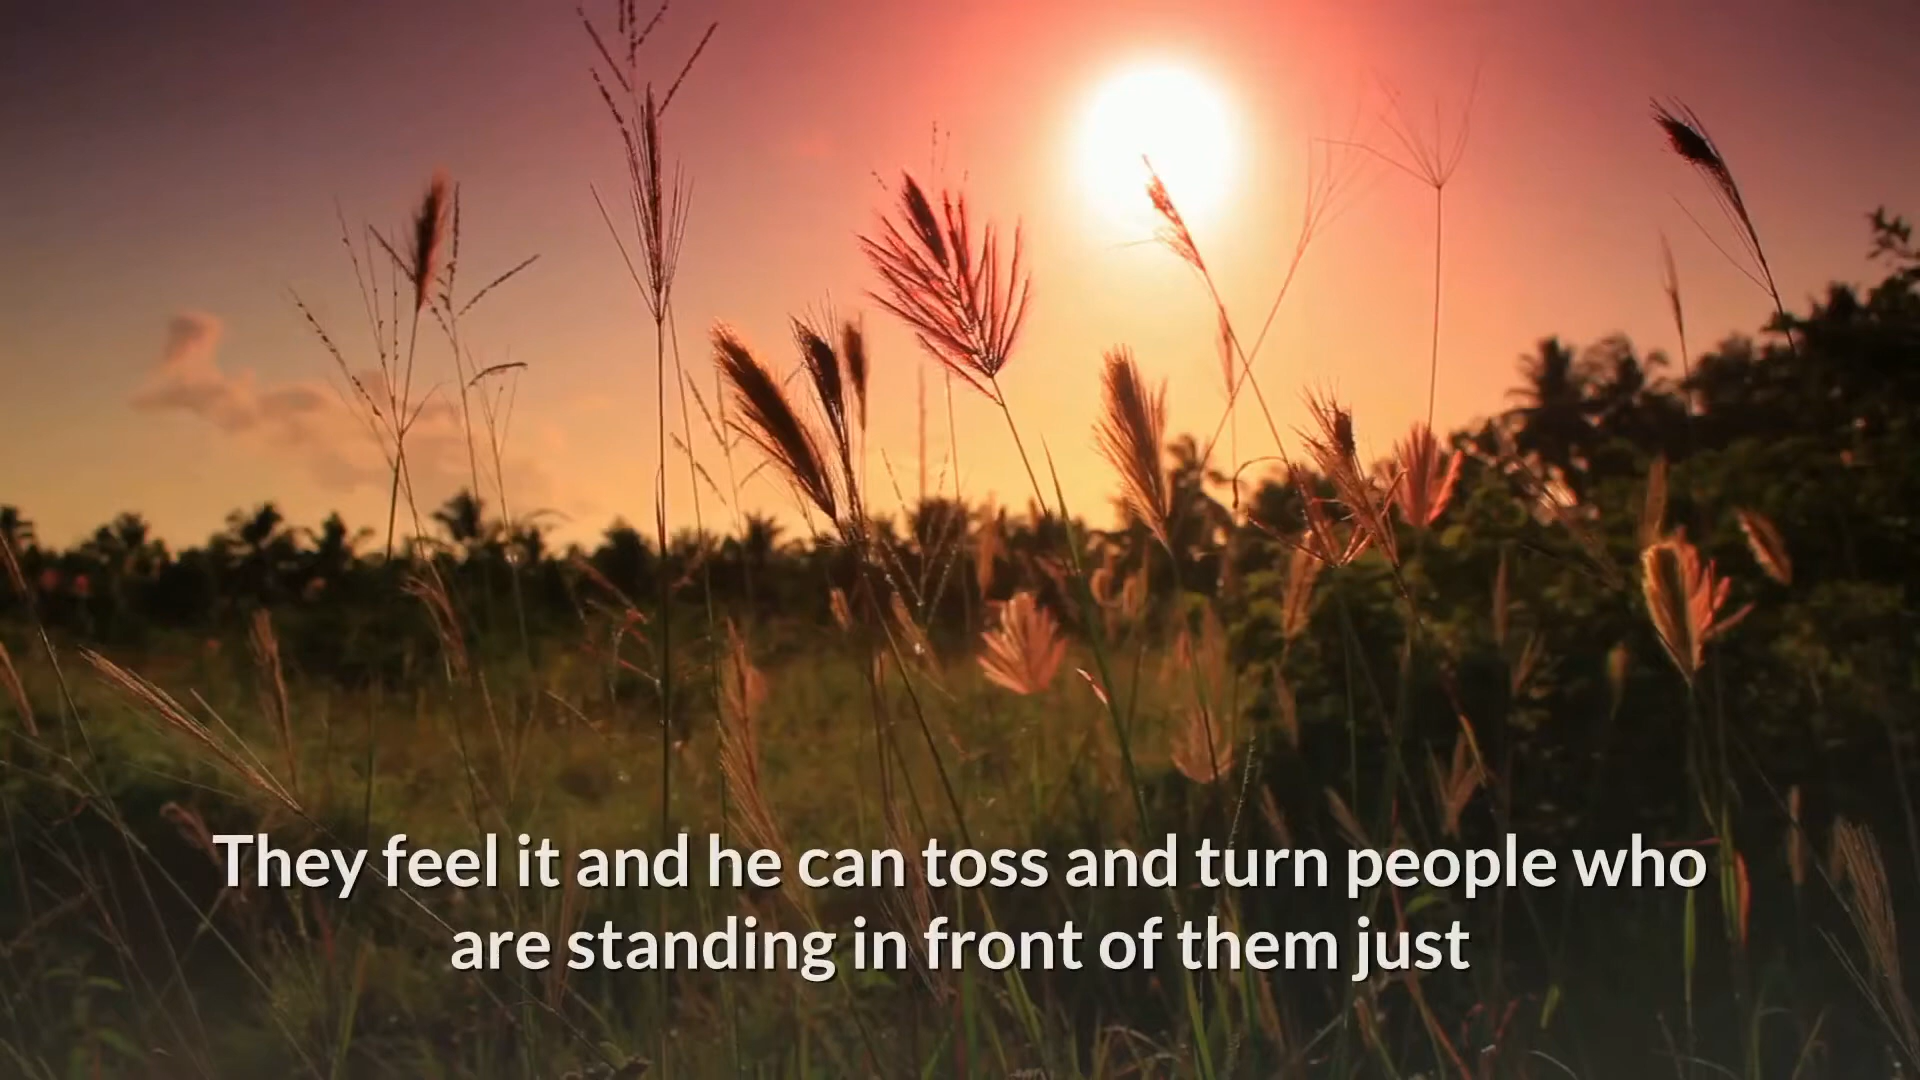 They feel it and he can toss and turn people who
are standing in front of them just